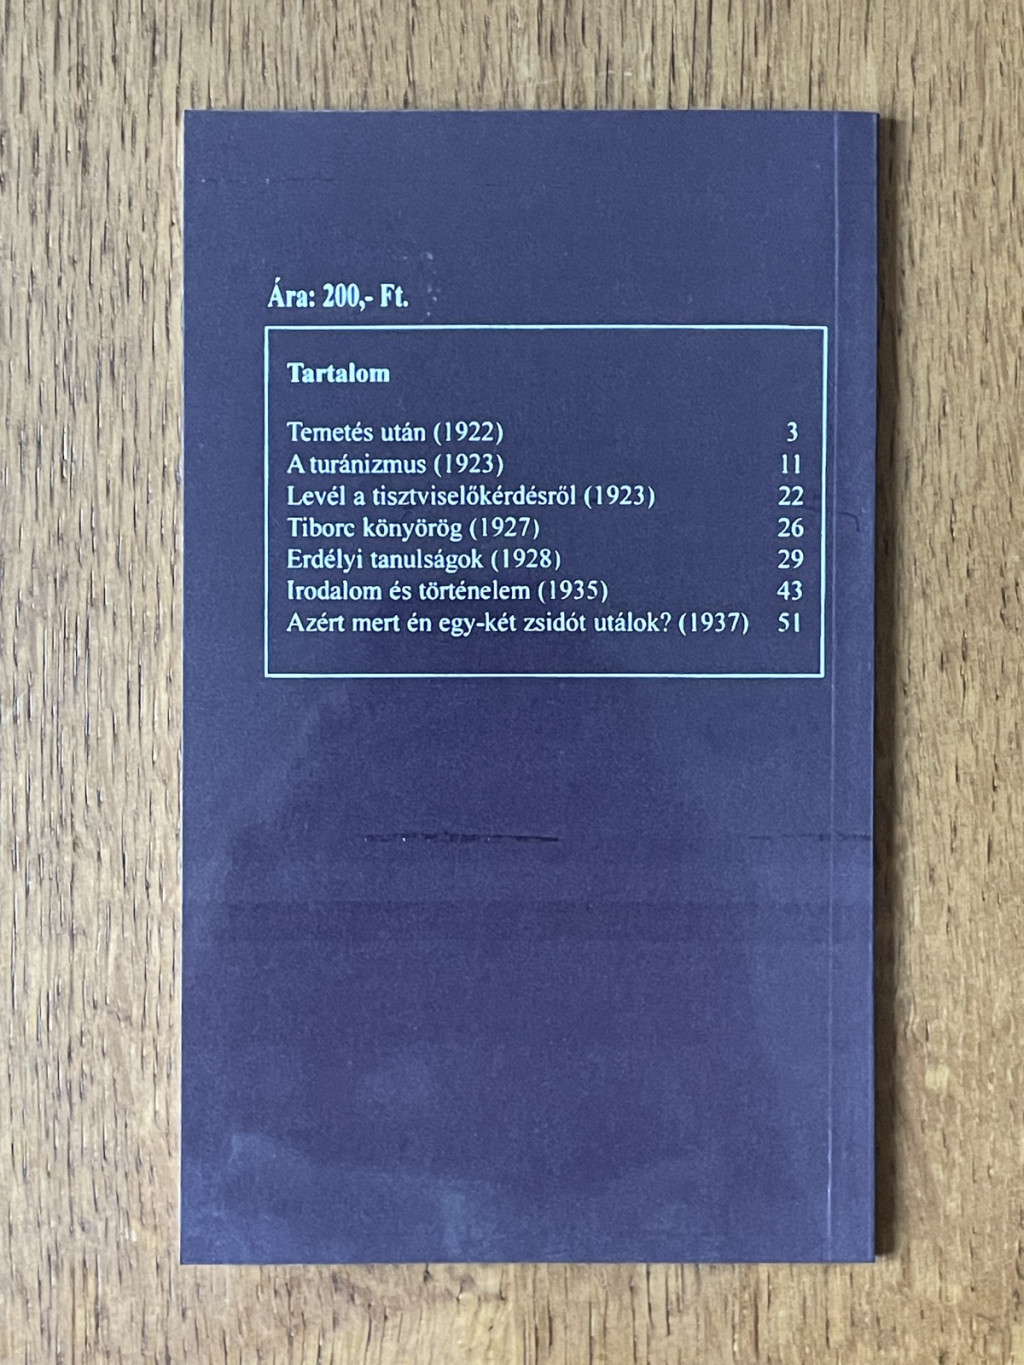 Ára: 200,- Ft.
Tartalom
Temetés után (1922) 3
A turánizmus (1923) 11
Levél a tisztviselőkérdésről (1923) 22
Tiborc könyörög (1927) 26
Erdélyi tanulságok (1928) 29
Irodalom és történelem (1935) 43
Azért mert én egy-két zsidót utálok? (1937) 51